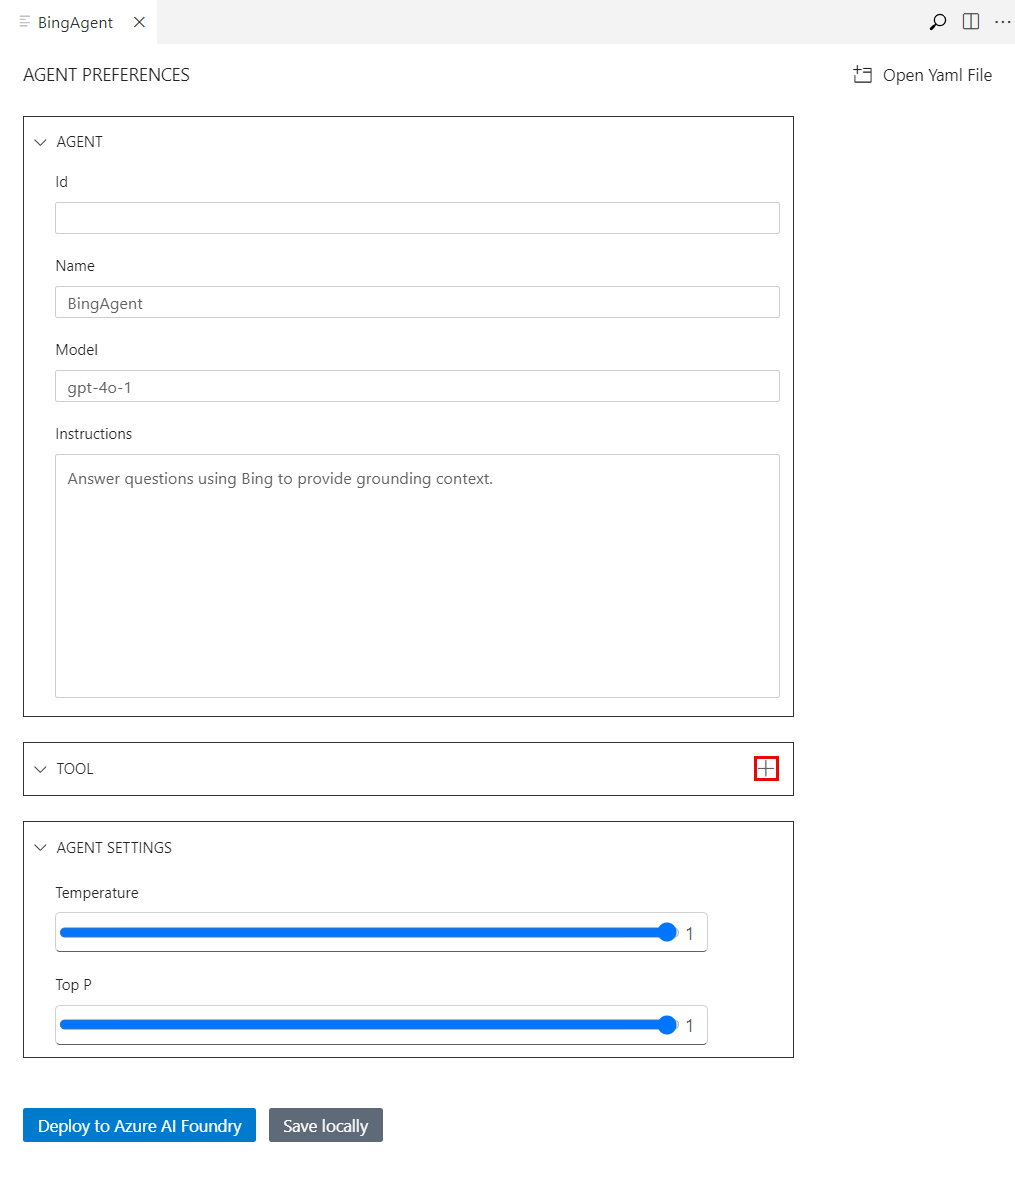 BingAgent
AGENT PREFERENCES
Open Yaml File
AGENT
Id
Name
BingAgent
Model
gpt-4o-1
Instructions
Answer questions using Bing to provide grounding context.
TOOL
AGENT SETTINGS
Temperature
1
Top P
1
Deploy to Azure AI Foundry
Save locally